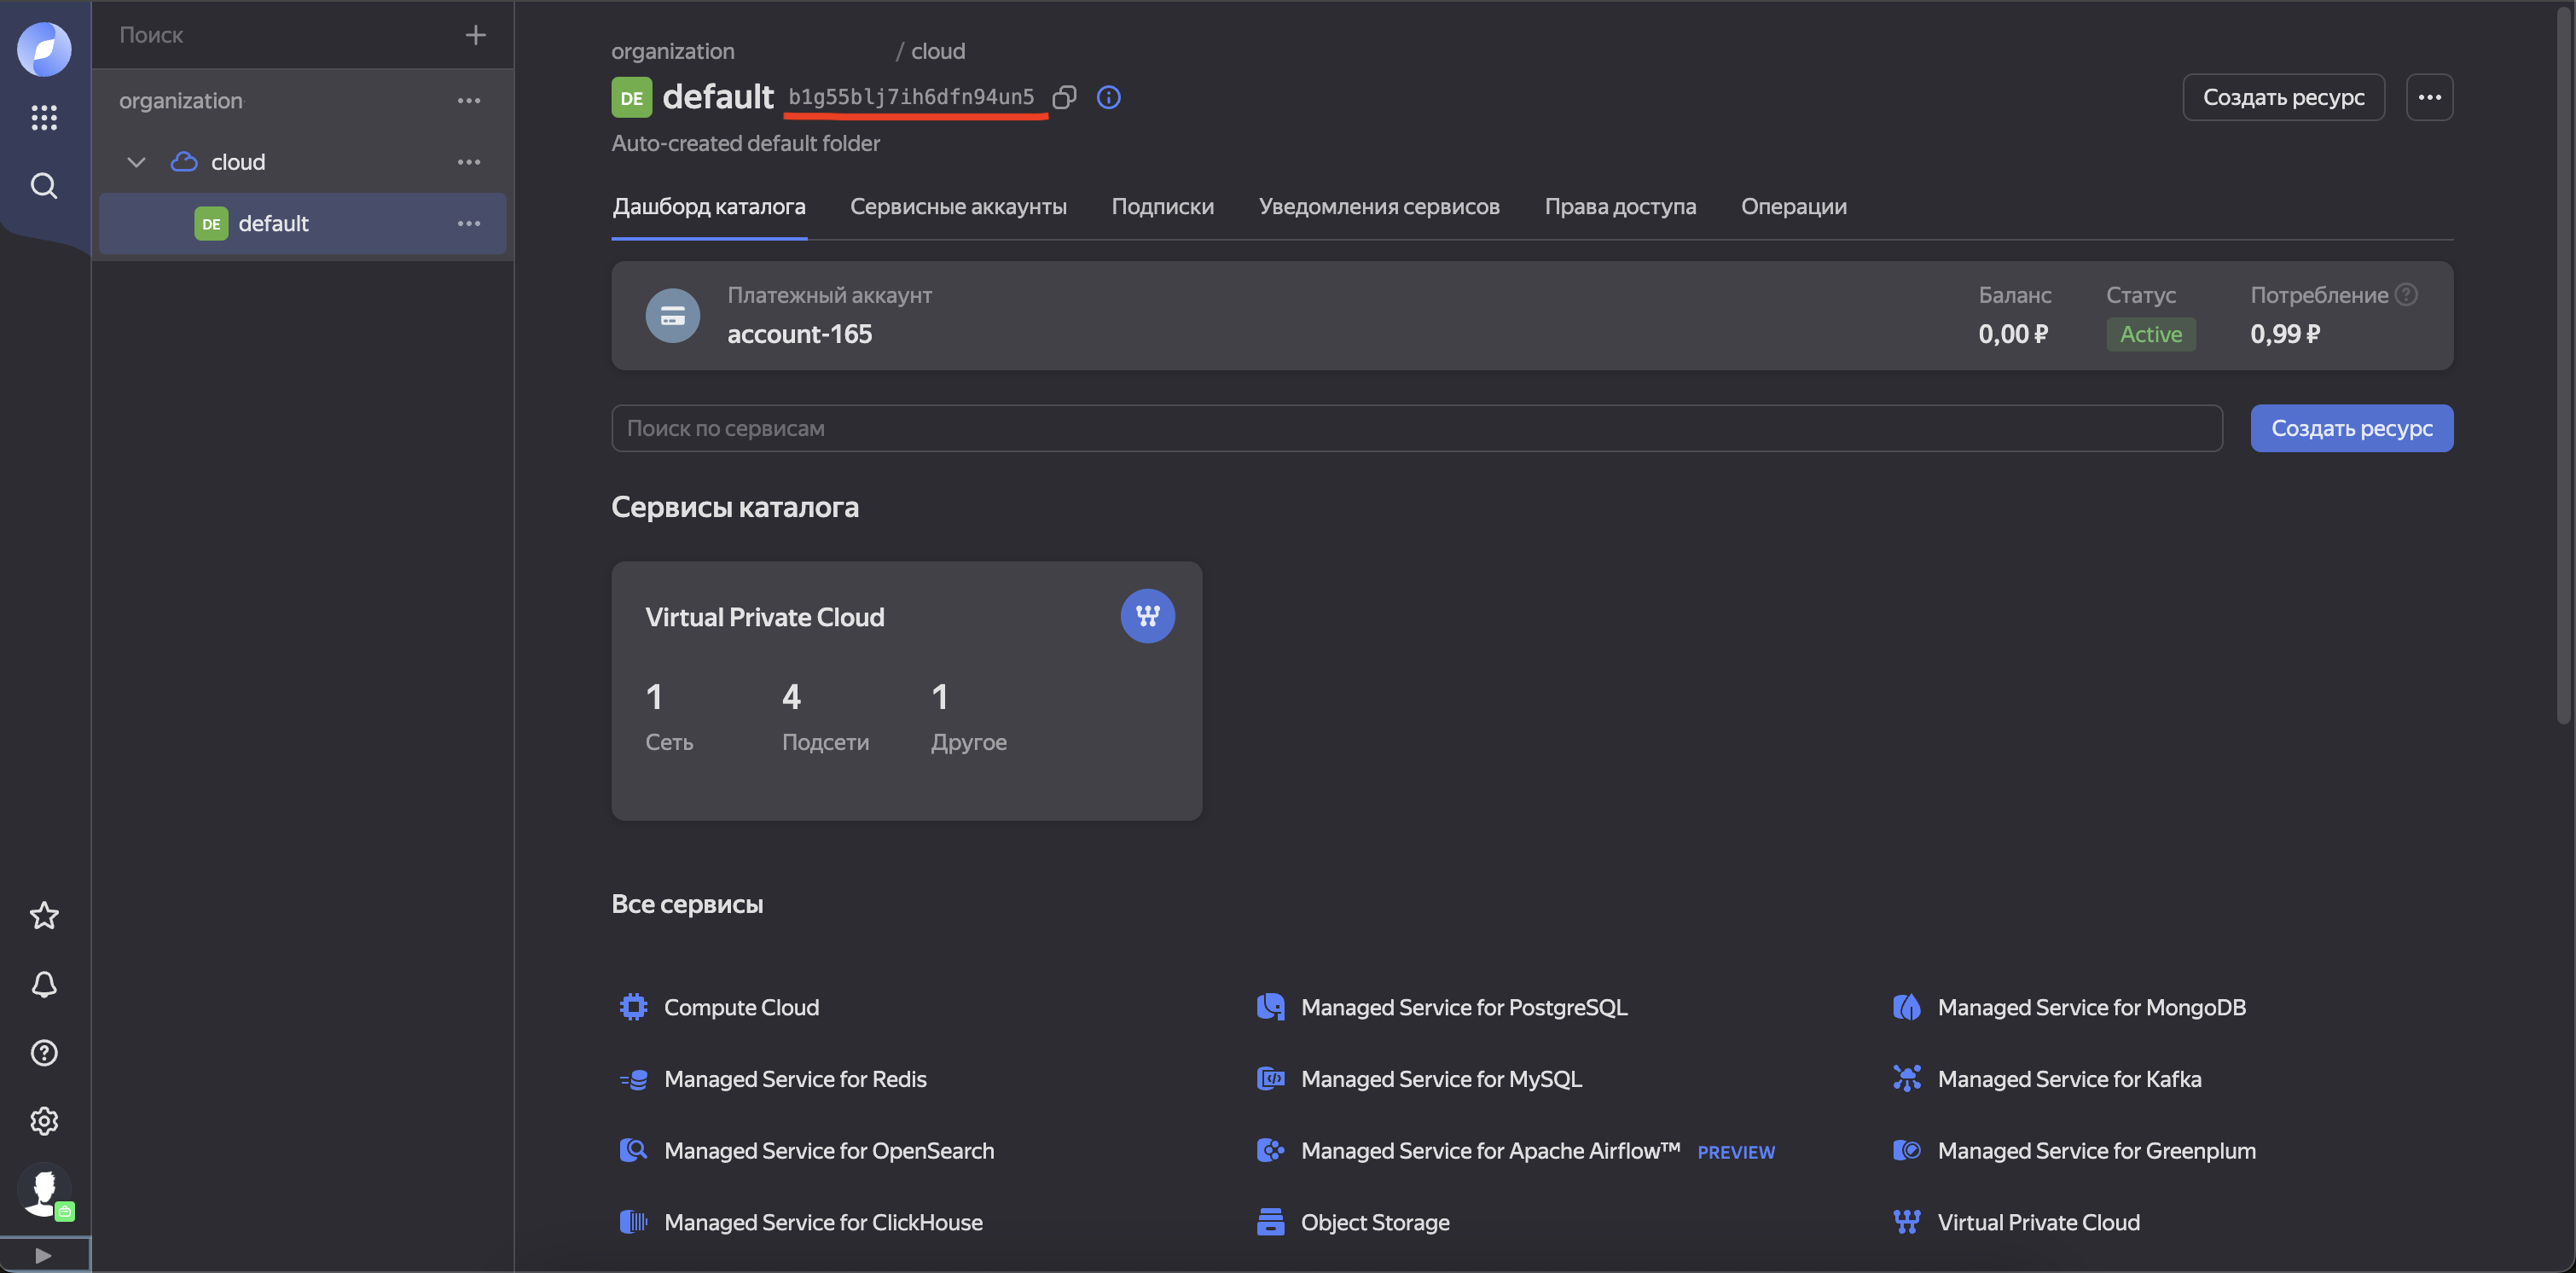 Поиск
organization
cloud
DE default
organization / cloud
DE default b1g55blj7ih6dfn94un5
Auto-created default folder
Создать ресурс
Дашборд каталога Сервисные аккаунты Подписки Уведомления сервисов Права доступа Операции
Платежный аккаунт
account-165
Баланс
0,00 ₽
Статус
Active
Потребление
0,99 ₽
Поиск по сервисам
Создать ресурс
Сервисы каталога
Virtual Private Cloud
1 4 1
Сеть Подсети Другое
Все сервисы
Compute Cloud
Managed Service for PostgreSQL
Managed Service for MongoDB
Managed Service for Redis
Managed Service for MySQL
Managed Service for Kafka
Managed Service for OpenSearch
Managed Service for Apache Airflow™ PREVIEW
Managed Service for Greenplum
Managed Service for ClickHouse
Object Storage
Virtual Private Cloud